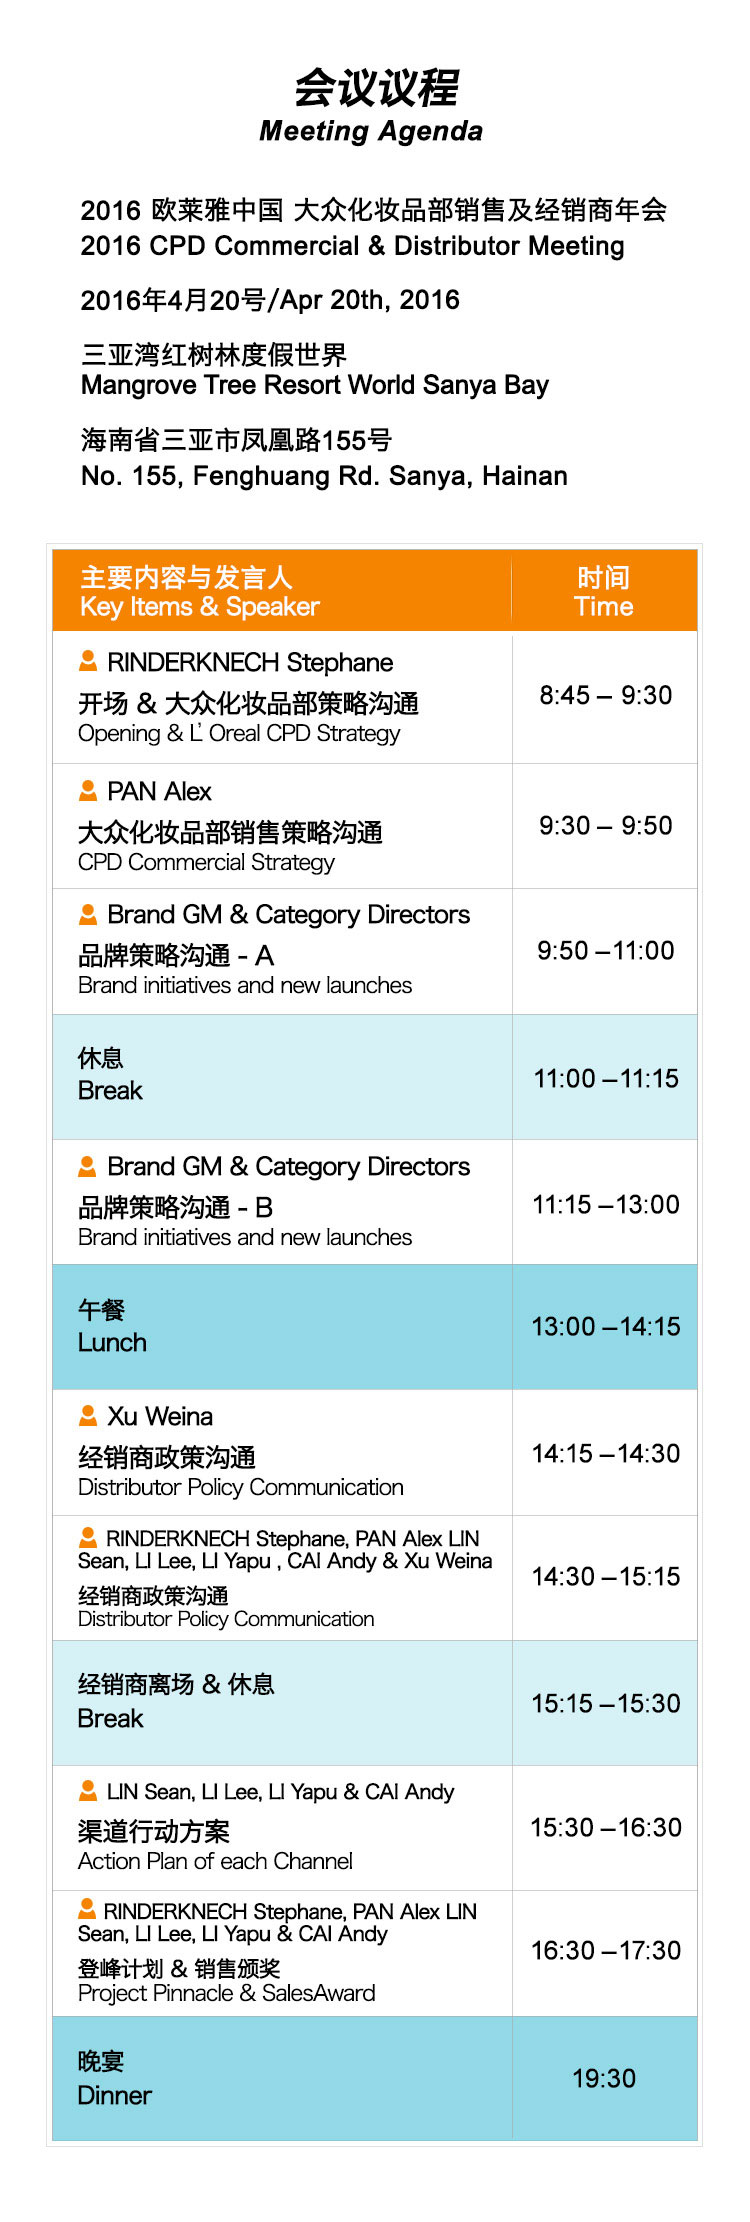 会议议程
Meeting Agenda
2016 欧莱雅中国 大众化妆品部销售及经销商年会
2016 CPD Commercial & Distributor Meeting
2016年4月20号/Apr 20th, 2016
三亚湾红树林度假世界
Mangrove Tree Resort World Sanya Bay
海南省三亚市凤凰路155号
No. 155, Fenghuang Rd. Sanya, Hainan
主要内容与发言人
Key Items & Speaker
时间
Time
RINDERKNECH Stephane
开场 & 大众化妆品部策略沟通
Opening & L’ Oreal CPD Strategy
8:45 – 9:30
PAN Alex
大众化妆品部销售策略沟通
CPD Commercial Strategy
9:30 – 9:50
Brand GM & Category Directors
品牌策略沟通 - A
Brand initiatives and new launches
9:50 –11:00
休息
Break
11:00 –11:15
Brand GM & Category Directors
品牌策略沟通 - B
Brand initiatives and new launches
11:15 –13:00
午餐
Lunch
13:00 –14:15
Xu Weina
经销商政策沟通
Distributor Policy Communication
14:15 –14:30
RINDERKNECH Stephane, PAN Alex LIN
Sean, LI Lee, LI Yapu , CAI Andy & Xu Weina
经销商政策沟通
Distributor Policy Communication
14:30 –15:15
经销商离场 & 休息
Break
15:15 –15:30
LIN Sean, LI Lee, LI Yapu & CAI Andy
渠道行动方案
Action Plan of each Channel
15:30 –16:30
RINDERKNECH Stephane, PAN Alex LIN
Sean, LI Lee, LI Yapu & CAI Andy
登峰计划 & 销售颁奖
Project Pinnacle & SalesAward
16:30 –17:30
晚宴
Dinner
19:30